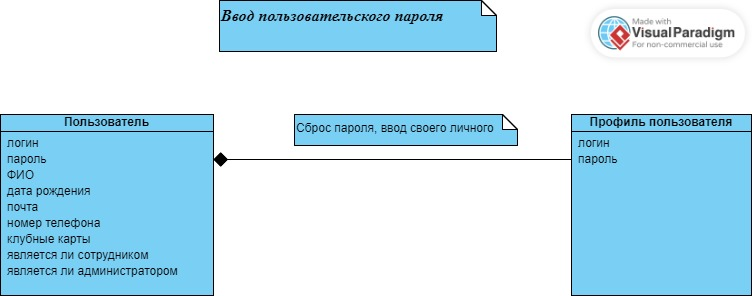 Ввод пользовательского пароля
Made with
Visual Paradigm
For non-commercial use
Пользователь
логин
пароль
ФИО
дата рождения
почта
номер телефона
клубные карты
является ли сотрудником
является ли администратором
Сброс пароля, ввод своего личного
Профиль пользователя
логин
пароль